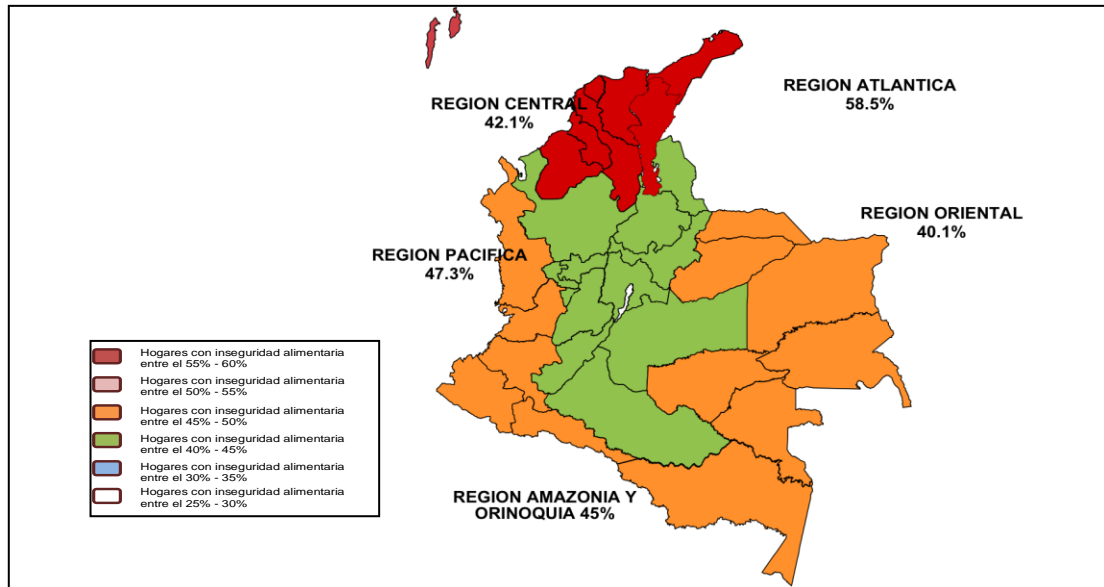 REGION ATLANTICA
58.5%
REGION CENTRAL
42.1%
REGION ORIENTAL
40.1%
REGION PACIFICA
47.3%
Hogares con inseguridad alimentaria
entre el 55% - 60%
Hogares con inseguridad alimentaria
entre el 50% - 55%
Hogares con inseguridad alimentaria
entre el 45% - 50%
Hogares con inseguridad alimentaria
entre el 40% - 45%
Hogares con inseguridad alimentaria
entre el 30% - 35%
Hogares con inseguridad alimentaria
entre el 25% - 30%
REGION AMAZONIA Y
ORINOQUIA 45%